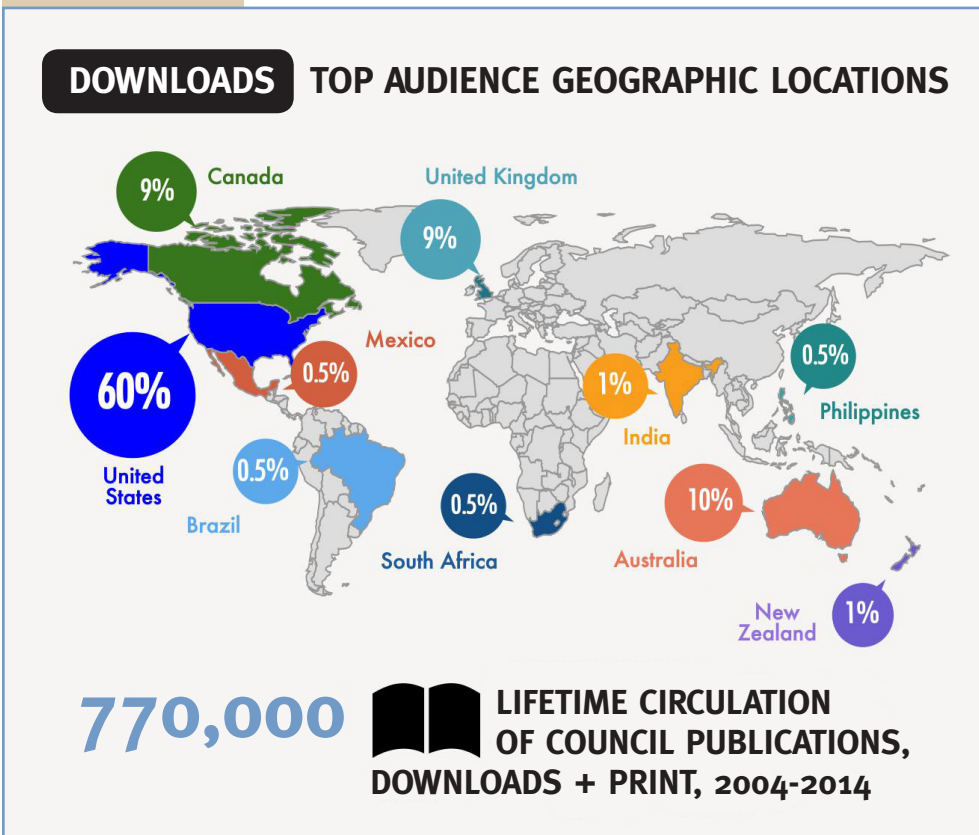 DOWNLOADS TOP AUDIENCE GEOGRAPHIC LOCATIONS
9%
Canada
United Kingdom
9%
Mexico
0.5%
60%
United
States
1%
India
0.5%
Philippines
0.5%
Brazil
0.5%
South Africa
10%
Australia
New
Zealand
1%
770,000
LIFETIME CIRCULATION
OF COUNCIL PUBLICATIONS,
DOWNLOADS + PRINT, 2004-2014